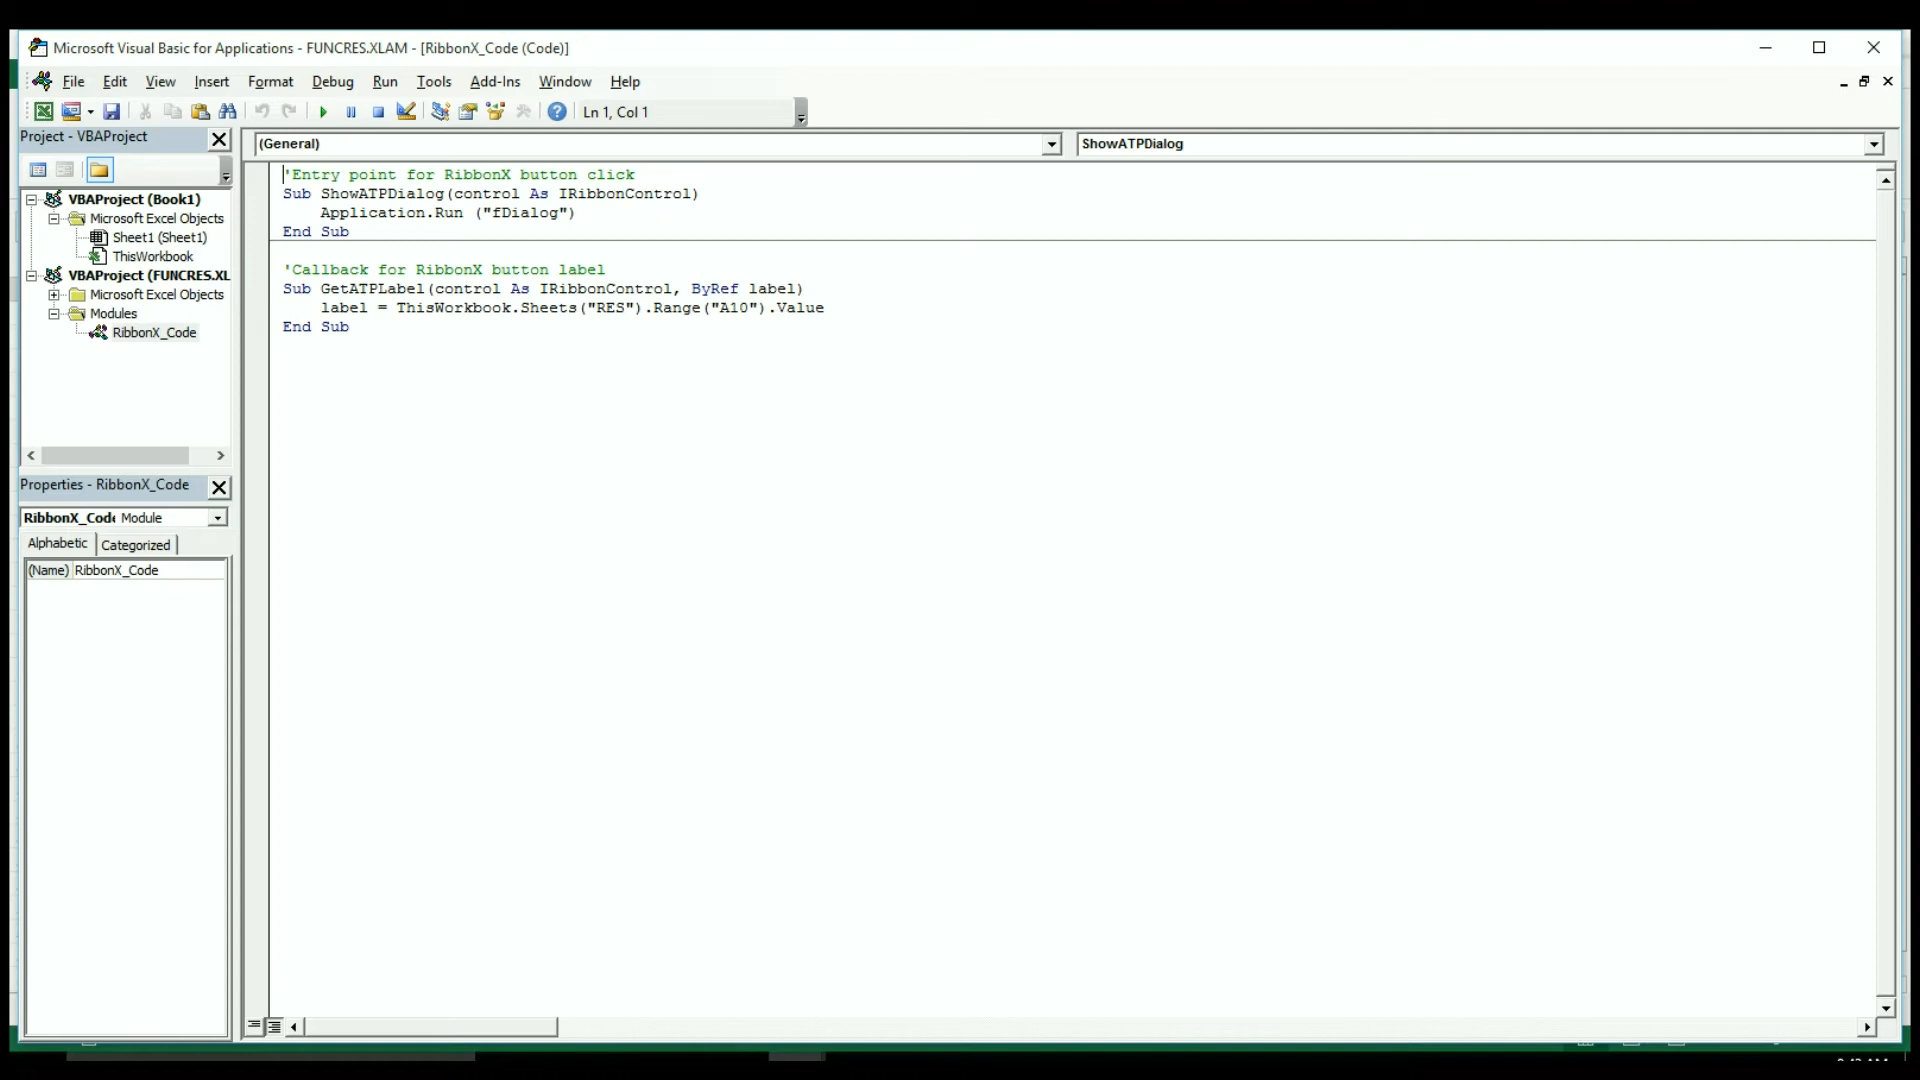 Microsoft Visual Basic for Applications - FUNCRES.XLAM - [RibbonX_Code (Code)]
File Edit View Insert Format Debug Run Tools Add-Ins Window Help
Ln 1, Col 1
Project - VBAProject
(General)
ShowATPDialog
VBAProject (Book1)
Microsoft Excel Objects
Sheet1 (Sheet1)
ThisWorkbook
VBAProject (FUNCRES.XL
Microsoft Excel Objects
Modules
RibbonX_Code
Properties - RibbonX_Code
RibbonX_Code Module
Alphabetic Categorized
(Name) RibbonX_Code
'Entry point for RibbonX button click
Sub ShowATPDialog(control As IRibbonControl)
    Application.Run ("fDialog")
End Sub
'Callback for RibbonX button label
Sub GetATPLabel(control As IRibbonControl, ByRef label)
    label = ThisWorkbook.Sheets("RES").Range("A10").Value
End Sub